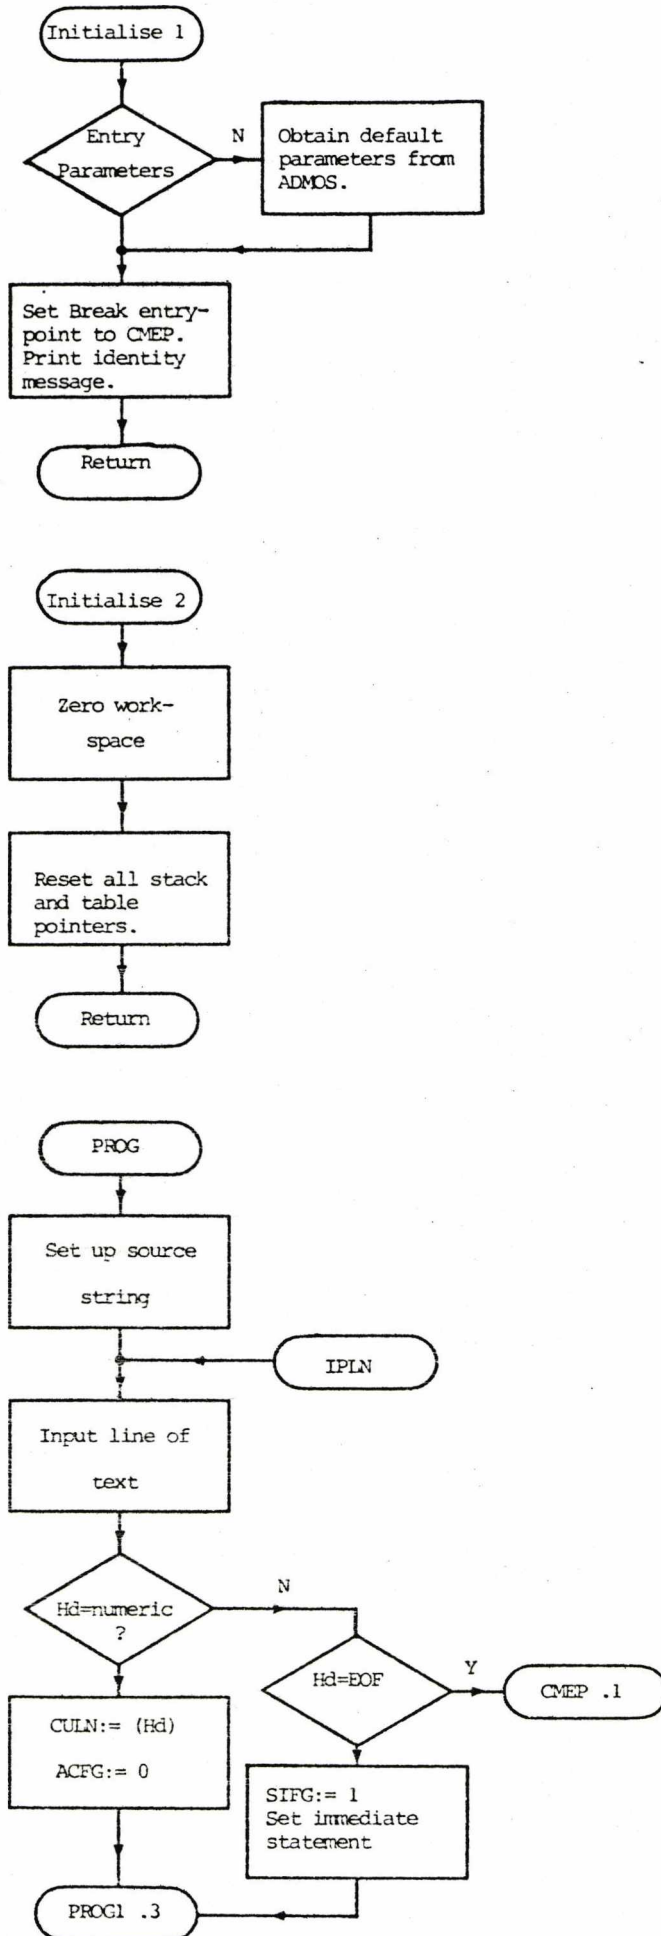 Initialise 1
Entry
Parameters
N
Obtain default
parameters from
ADMOS.
Set Break entry-
point to CMEP.
Print identity
message.
Return
Initialise 2
Zero work-
space
Reset all stack
and table
pointers.
Return
PROG
Set up source
string
IPLN
Input line of
text
Hd=numeric
?
N
Hd=EOF
Y
CMEP .1
CULN:= (Hd)
ACFG:= 0
SIFG:= 1
Set immediate
statement
PROG1 .3